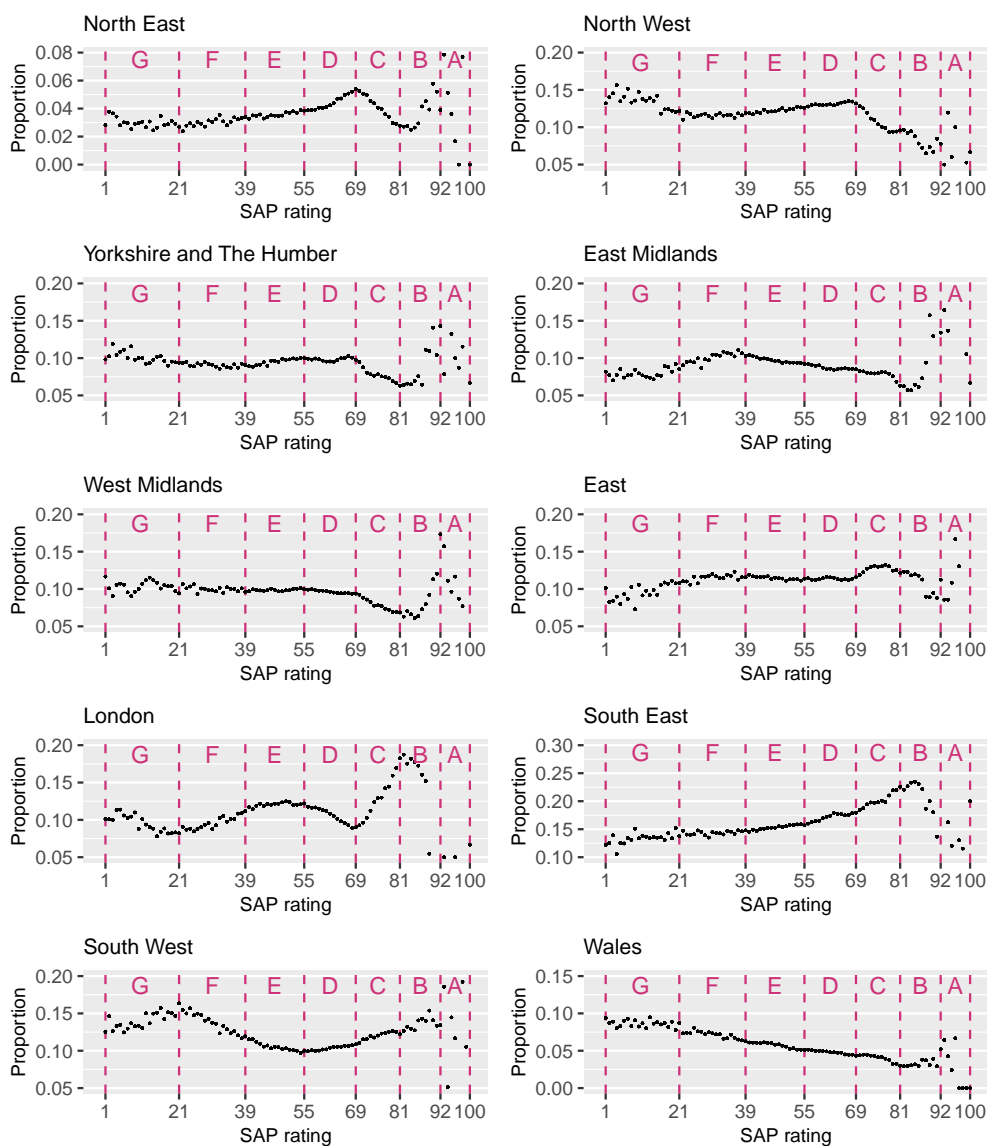 North East
0.08
0.06
0.04
0.02
0.00
Proportion
G F E D C B A
1 21 39 55 69 81 92 100
SAP rating
North West
0.20
0.15
0.10
0.05
Proportion
G F E D C B A
1 21 39 55 69 81 92 100
SAP rating
Yorkshire and The Humber
0.20
0.15
0.10
0.05
Proportion
G F E D C B A
1 21 39 55 69 81 92 100
SAP rating
East Midlands
0.20
0.15
0.10
0.05
Proportion
G F E D C B A
1 21 39 55 69 81 92 100
SAP rating
West Midlands
0.20
0.15
0.10
0.05
Proportion
G F E D C B A
1 21 39 55 69 81 92 100
SAP rating
East
0.20
0.15
0.10
0.05
Proportion
G F E D C B A
1 21 39 55 69 81 92 100
SAP rating
London
0.20
0.15
0.10
0.05
Proportion
G F E D C B A
1 21 39 55 69 81 92 100
SAP rating
South East
0.30
0.25
0.20
0.15
0.10
Proportion
G F E D C B A
1 21 39 55 69 81 92 100
SAP rating
South West
0.20
0.15
0.10
0.05
Proportion
G F E D C B A
1 21 39 55 69 81 92 100
SAP rating
Wales
0.15
0.10
0.05
0.00
Proportion
G F E D C B A
1 21 39 55 69 81 92 100
SAP rating